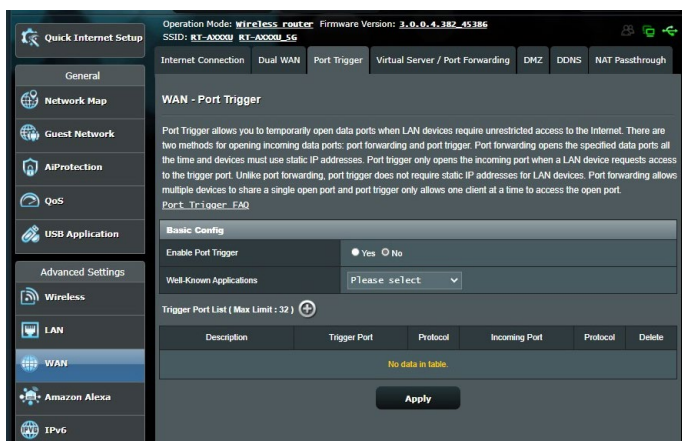 Operation Mode: Wireless router Firmware Version: 3.0.0.4.382_45386
SSID: RT-AXXXU RT-AXXXU_5G
Quick Internet Setup
General
Network Map
Guest Network
AiProtection
QoS
USB Application
Advanced Settings
Wireless
LAN
WAN
Amazon Alexa
IPv6
Internet Connection Dual WAN Port Trigger Virtual Server / Port Forwarding DMZ DDNS NAT Passthrough
WAN - Port Trigger
Port Trigger allows you to temporarily open data ports when LAN devices require unrestricted access to the Internet. There are
two methods for opening incoming data ports: port forwarding and port trigger. Port forwarding opens the specified data ports all
the time and devices must use static IP addresses. Port trigger only opens the incoming port when a LAN device requests access
to the trigger port. Unlike port forwarding, port trigger does not require static IP addresses for LAN devices. Port forwarding allows
multiple devices to share a single open port and port trigger only allows one client at a time to access the open port.
Port Trigger FAQ
Basic Config
Enable Port Trigger Yes No
Well-Known Applications Please select
Trigger Port List ( Max Limit : 32 )
Description Trigger Port Protocol Incoming Port Protocol Delete
No data in table.
Apply